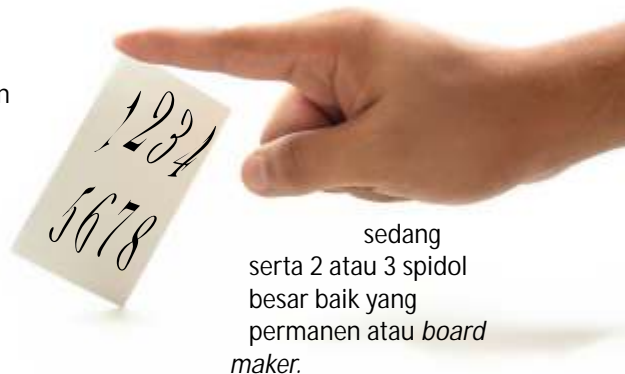 n
1234
5678
sedang
serta 2 atau 3 spidol
besar baik yang
permanen atau board
maker.